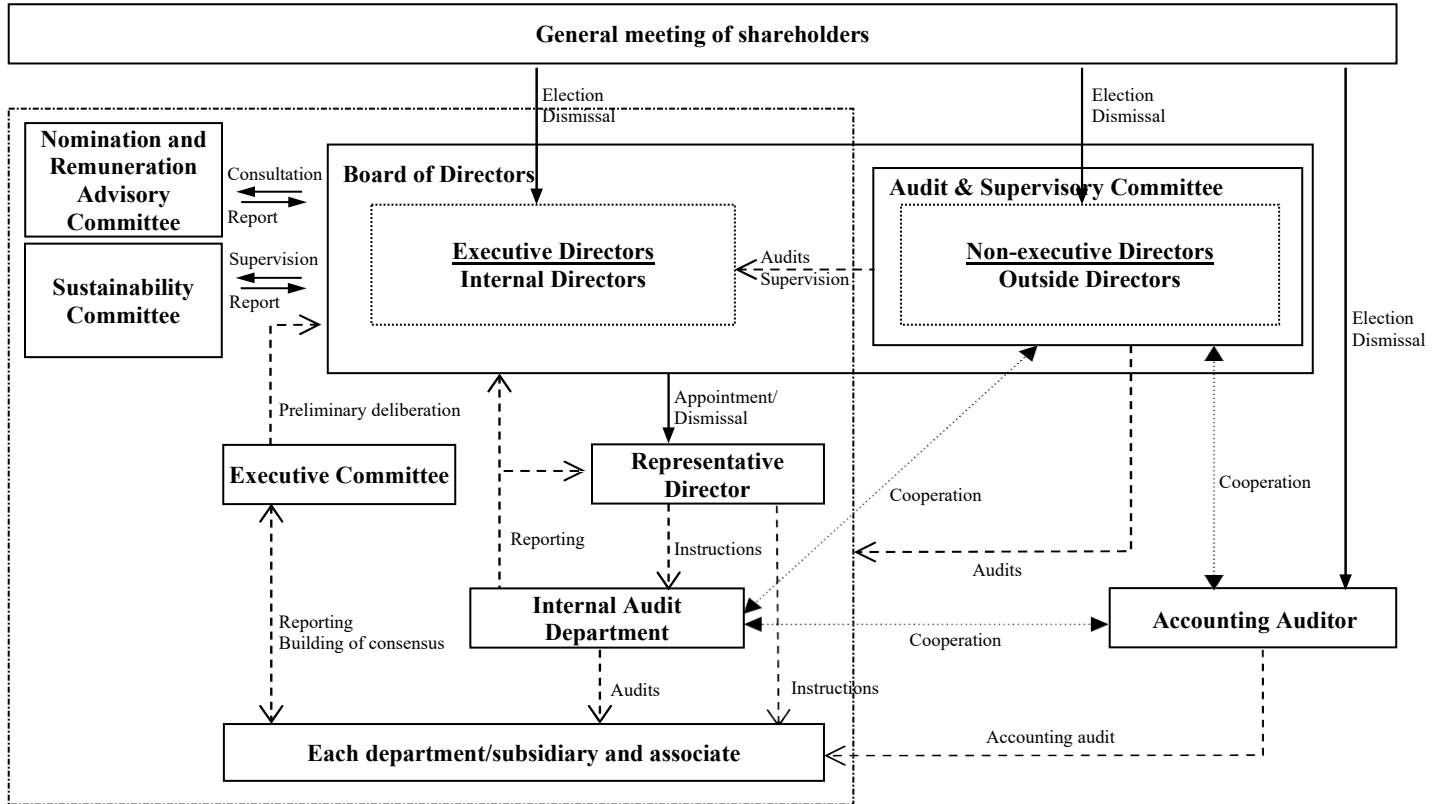 General meeting of shareholders
Election
Dismissal
Election
Dismissal
Nomination and
Remuneration
Advisory
Committee
Consultation
Report
Board of Directors
Audit & Supervisory Committee
Executive Directors
Internal Directors
Audits
Supervision
Non-executive Directors
Outside Directors
Sustainability
Committee
Supervision
Report
Election
Dismissal
Preliminary deliberation
Appointment/
Dismissal
Executive Committee
Representative
Director
Cooperation
Cooperation
Reporting
Instructions
Audits
Internal Audit
Department
Accounting Auditor
Reporting
Building of consensus
Cooperation
Audits
Instructions
Accounting audit
Each department/subsidiary and associate